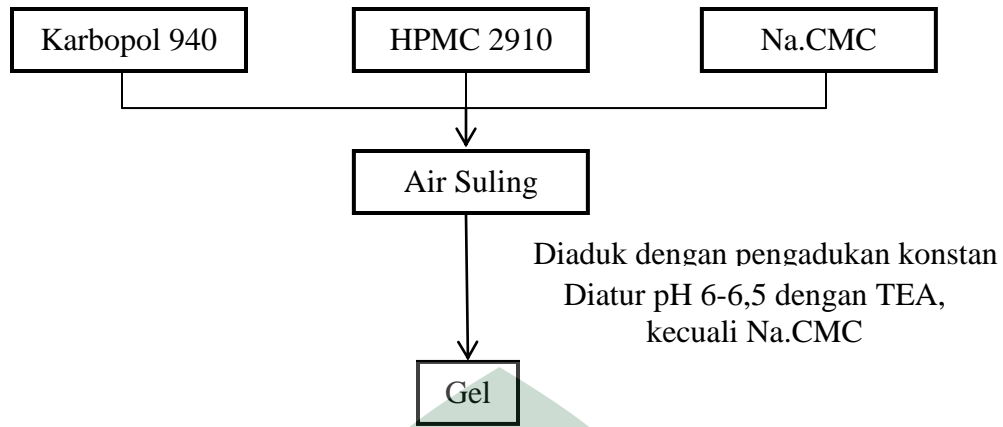 Karbopol 940
HPMC 2910
Na.CMC
Air Suling
Diaduk dengan pengadukan konstan
Diatur pH 6-6,5 dengan TEA,
kecuali Na.CMC
Gel